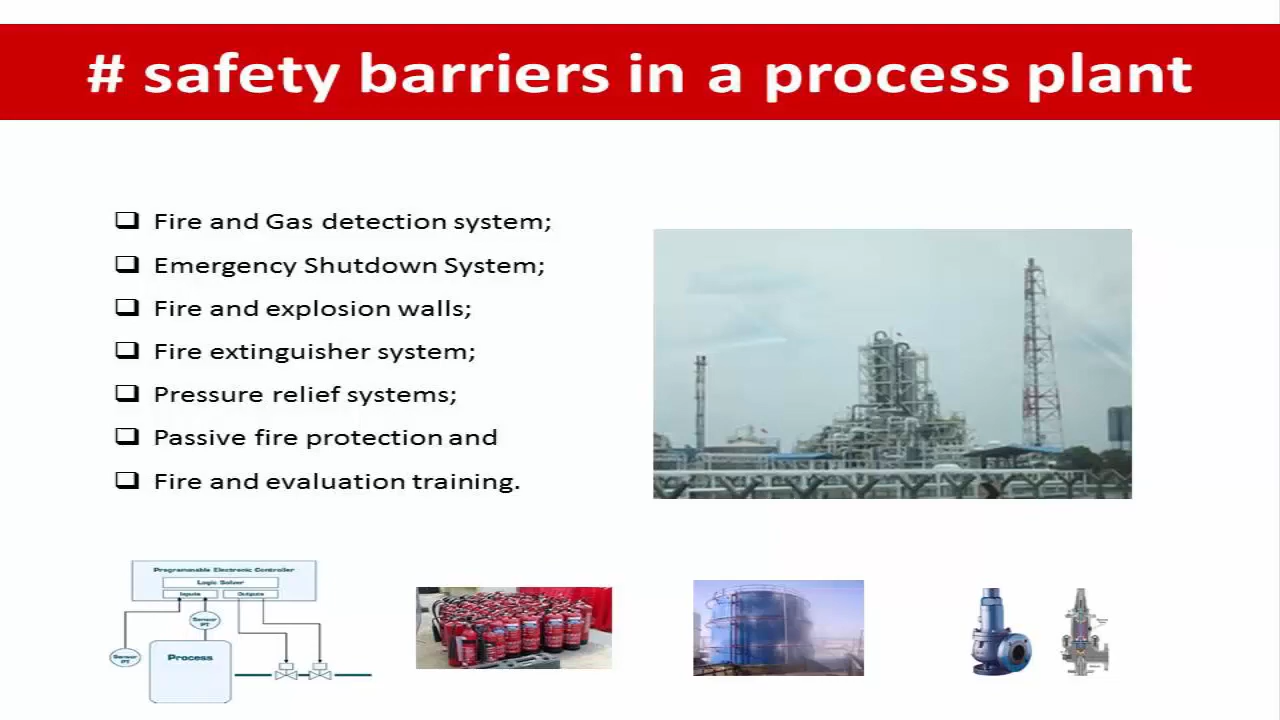 # safety barriers in a process plant
Fire and Gas detection system;
Emergency Shutdown System;
Fire and explosion walls;
Fire extinguisher system;
Pressure relief systems;
Passive fire protection and
Fire and evaluation training.
Programmable Electronic Controller
Logic Solver
Inputs
Outputs
Sensor
PT
Sensor
PT
Process